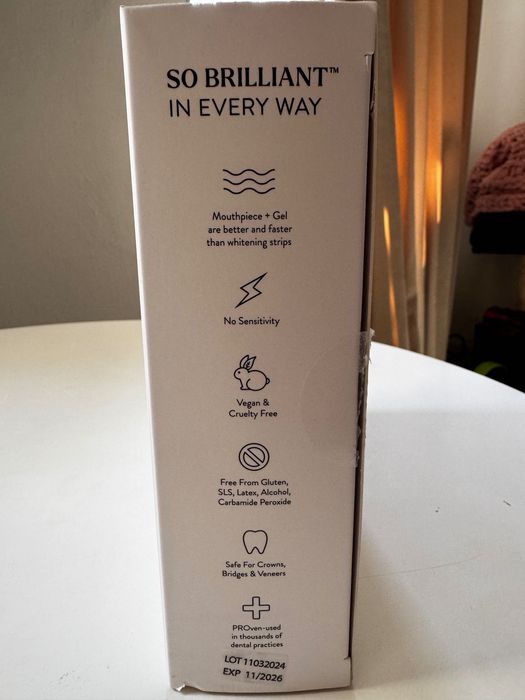 SO BRILLIANT™
IN EVERY WAY
Mouthpiece + Gel
are better and faster
than whitening strips
No Sensitivity
Vegan &
Cruelty Free
Free From Gluten,
SLS, Latex, Alcohol,
Carbamide Peroxide
Safe For Crowns,
Bridges & Veneers
PROven-used
in thousands of
dental practices
LOT 11032024
EXP 11/2026